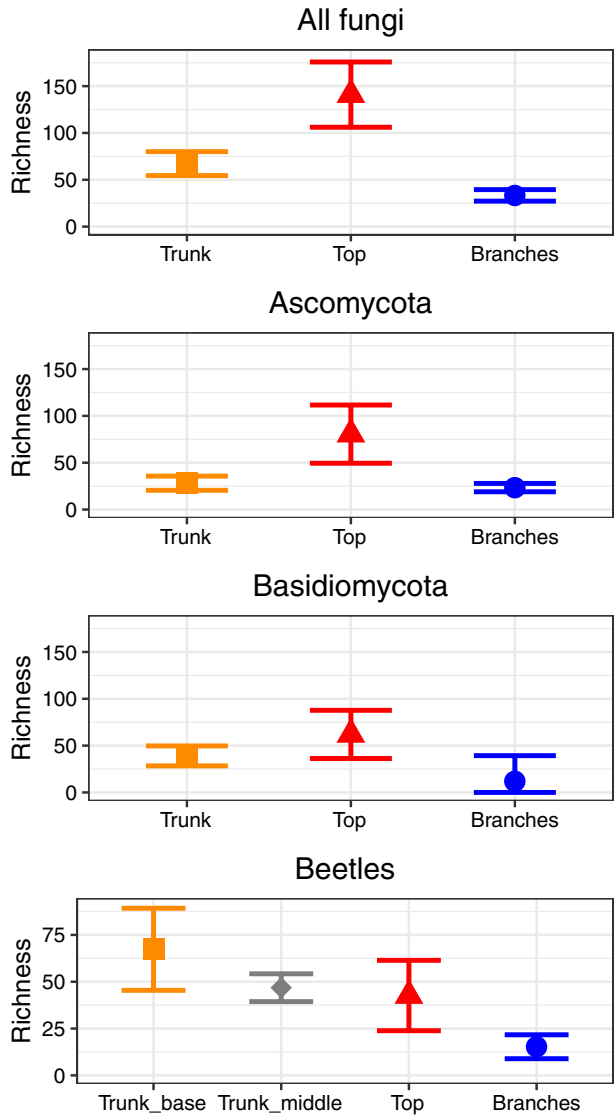 All fungi
Richness
150
100
50
0
Trunk Top Branches
Ascomycota
Richness
150
100
50
0
Trunk Top Branches
Basidiomycota
Richness
150
100
50
0
Trunk Top Branches
Beetles
Richness
75
50
25
0
Trunk_base Trunk_middle Top Branches